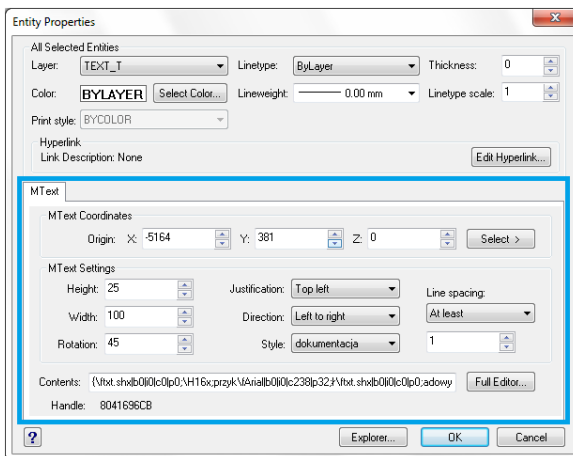 Entity Properties
x
All Selected Entities
Layer: TEXT_T Linetype: ByLayer Thickness: 0
Color: BYLAYER Select Color... Lineweight: 0.00 mm Linetype scale: 1
Print style: BYCOLOR
Hyperlink
Link Description: None Edit Hyperlink...
MText
MText Coordinates
Origin: X: -5164 Y: 381 Z: 0 Select >
MText Settings
Height: 25 Justification: Top left Line spacing:
Width: 100 Direction: Left to right At least
Rotation: 45 Style: dokumentacja 1
Contents: {\ftxt.shx|b0|i0|c0|p0;\H16x;przyk\fArial|b0|i0|c238|p32;ł\ftxt.shx|b0|i0|c0|p0;adowy Full Editor...
Handle: 8041696CB
? Explorer... OK Cancel